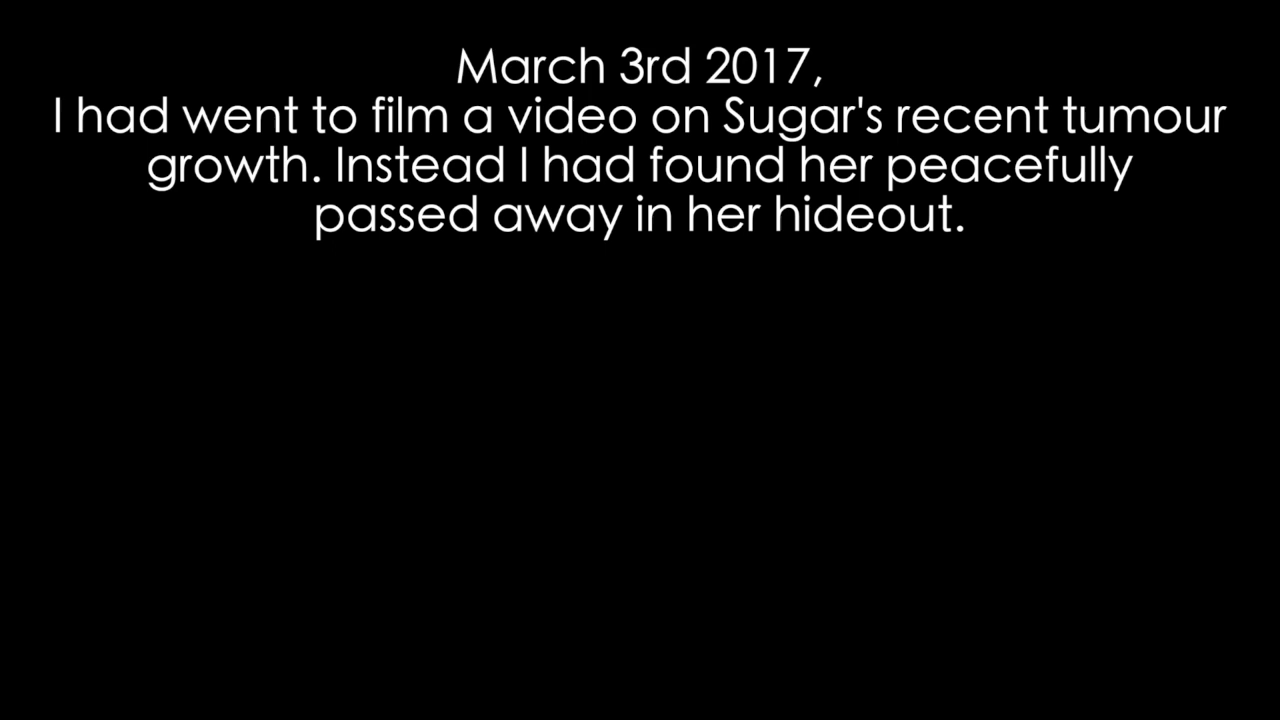 March 3rd 2017,
I had went to film a video on Sugar's recent tumour
growth. Instead I had found her peacefully
passed away in her hideout.